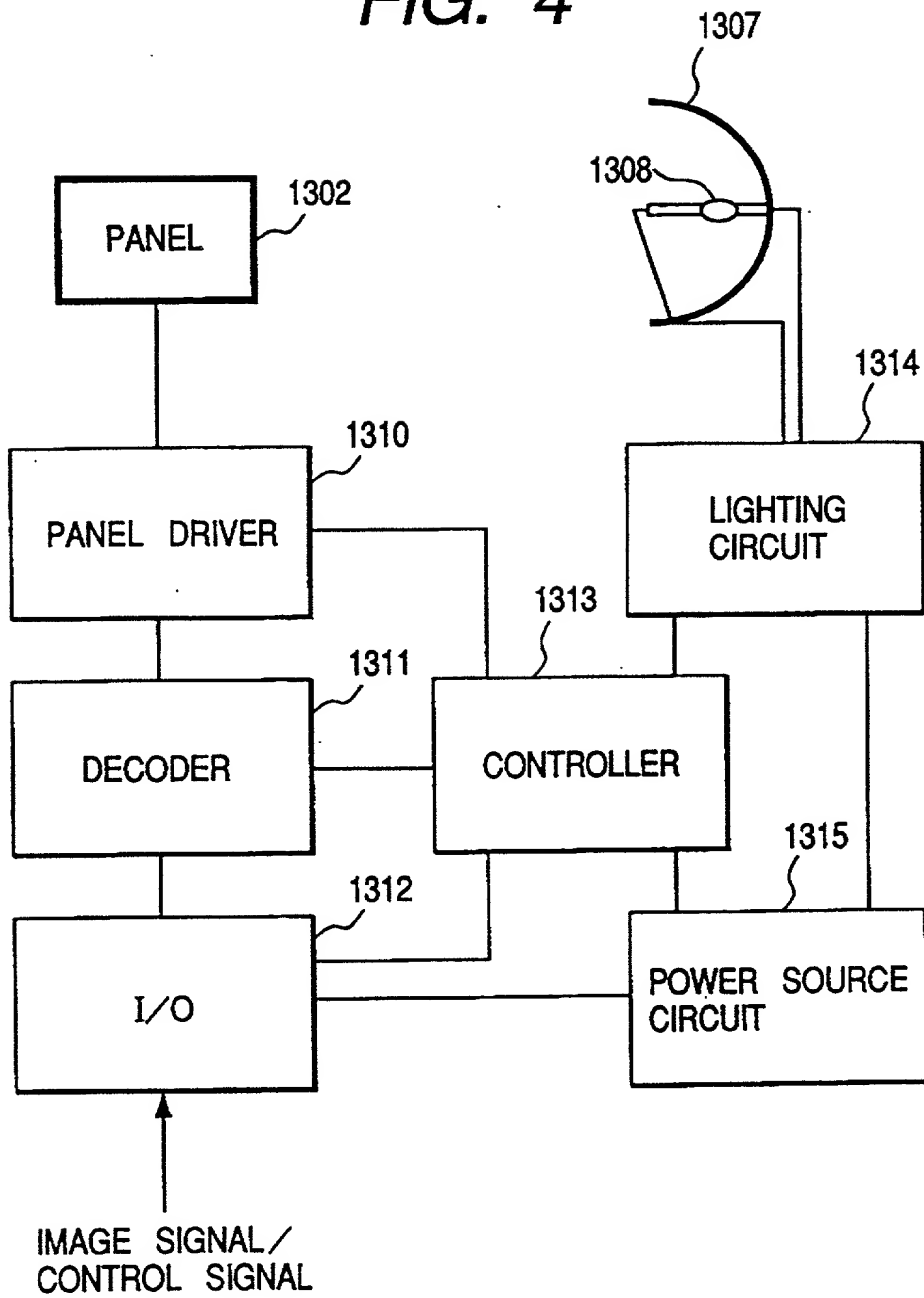 FIG. 4
1307
1308
1302
PANEL
1314
1310
LIGHTING
CIRCUIT
PANEL DRIVER
1313
1311
CONTROLLER
DECODER
1315
1312
POWER SOURCE
CIRCUIT
I/O
IMAGE SIGNAL/
CONTROL SIGNAL